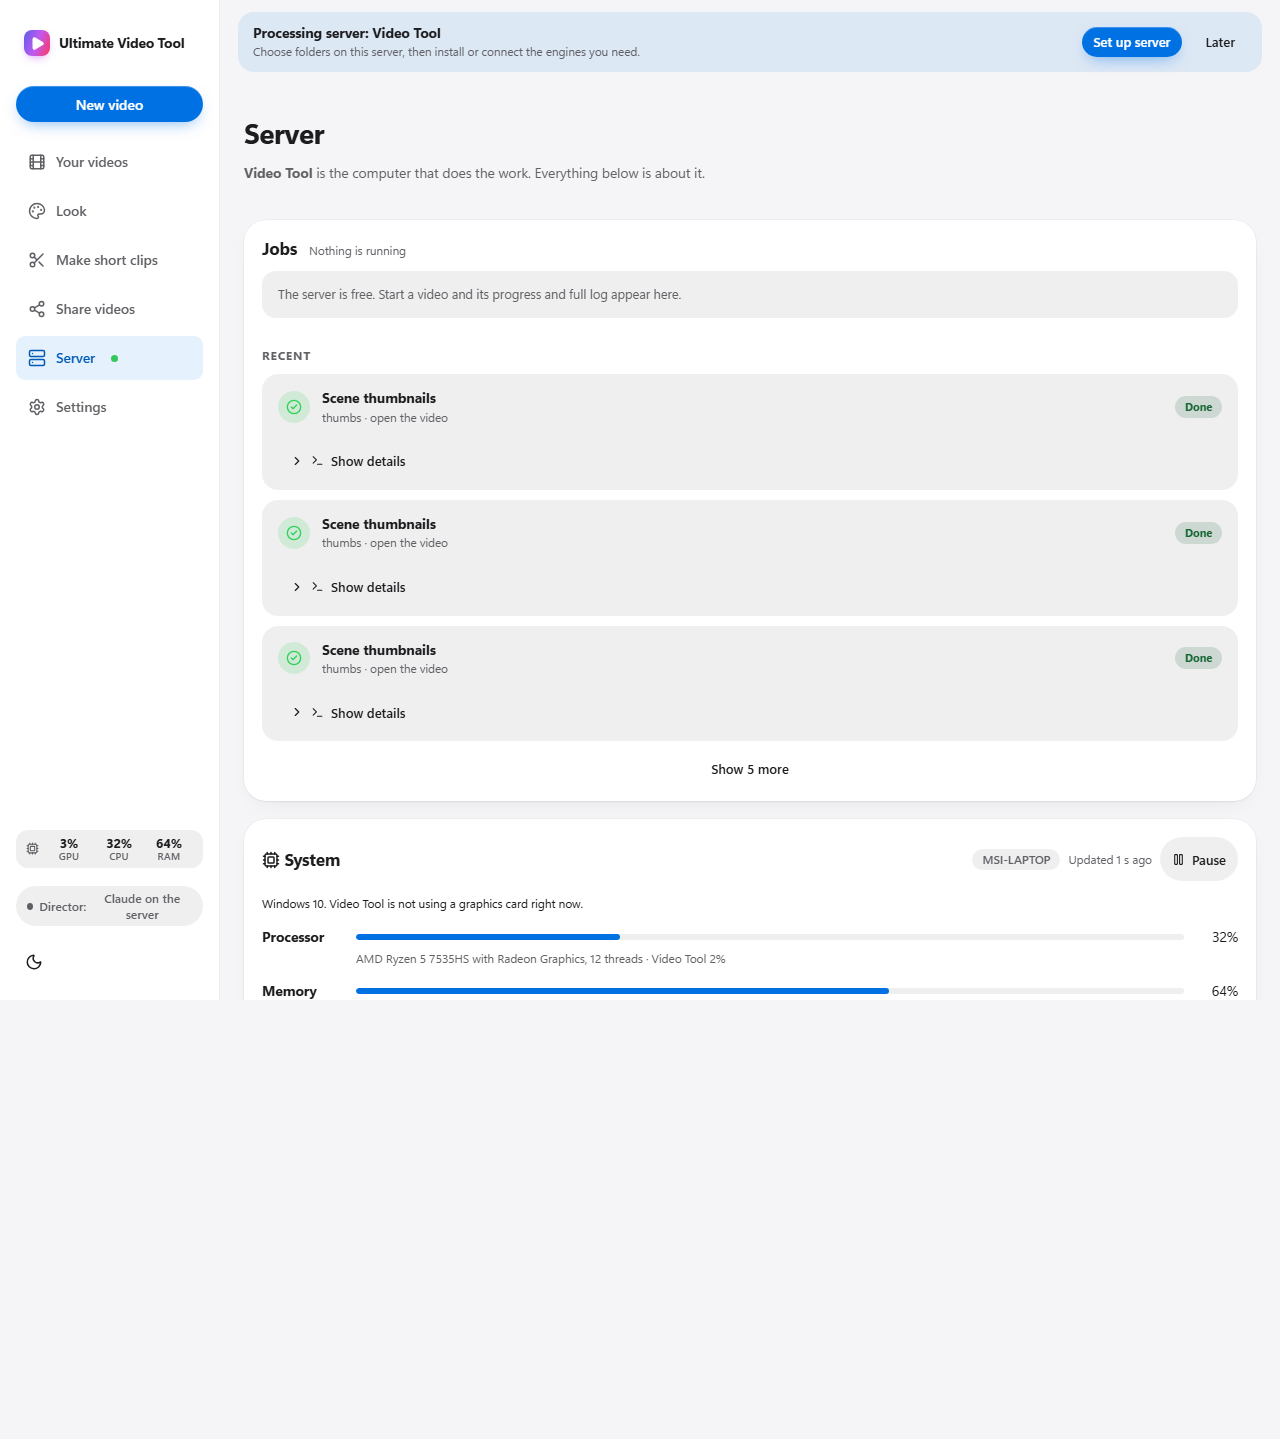 Ultimate Video Tool
New video
Your videos
Look
Make short clips
Share videos
Server
Settings
3% 32% 64%
GPU CPU RAM
Director: Claude on the
server
Processing server: Video Tool
Choose folders on this server, then install or connect the engines you need.
Set up server Later
Server
Video Tool is the computer that does the work. Everything below is about it.
Jobs Nothing is running
The server is free. Start a video and its progress and full log appear here.
RECENT
Scene thumbnails
thumbs · open the video
Done
Show details
Scene thumbnails
thumbs · open the video
Done
Show details
Scene thumbnails
thumbs · open the video
Done
Show details
Show 5 more
System MSI-LAPTOP Updated 1 s ago Pause
Windows 10. Video Tool is not using a graphics card right now.
Processor 32%
AMD Ryzen 5 7535HS with Radeon Graphics, 12 threads · Video Tool 2%
Memory 64%